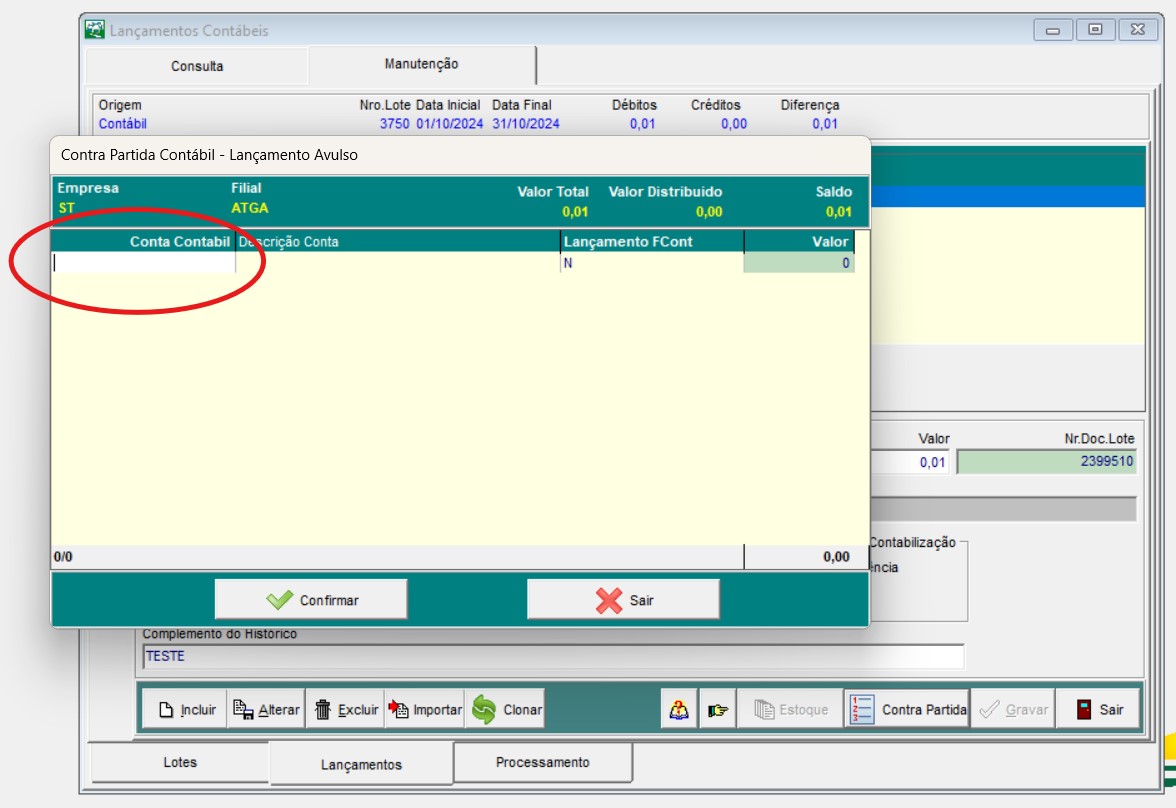 Lançamentos Contábeis
Consulta
Manutenção
Origem Nro.Lote Data Inicial Data Final Débitos Créditos Diferença
Contábil 3750 01/10/2024 31/10/2024 0,01 0,00 0,01
Contra Partida Contábil - Lançamento Avulso
Empresa Filial Valor Total Valor Distribuido Saldo
ST ATGA 0,01 0,00 0,01
Conta Contabil Descrição Conta Lançamento FCont Valor
N 0
0/0 0,00
Confirmar Sair
Valor Nr.Doc.Lote
0,01 2399510
Contabilização
ência
Complemento do Histórico
TESTE
Incluir Alterar Excluir Importar Clonar Estoque Contra Partida Gravar Sair
Lotes Lançamentos Processamento